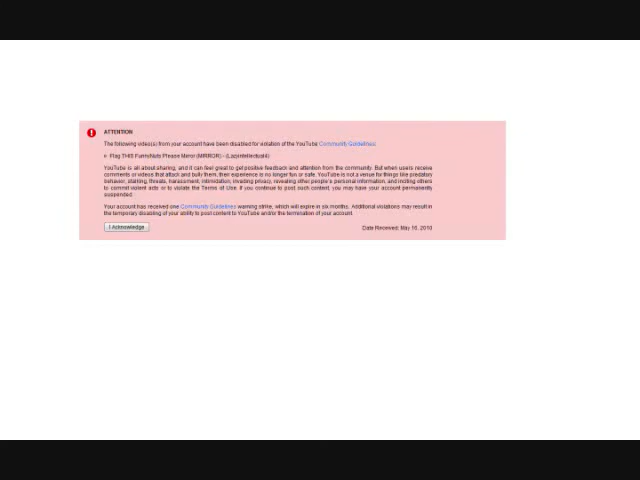 ATTENTION
The following video(s) from your account have been disabled for violation of the YouTube Community Guidelines:
Flag THIS FunnyNuts Please Mirror (MIRROR) - (Lazyintellectual4)
YouTube is all about sharing, and it can feel great to get positive feedback and attention from the community. But when users receive
comments or videos that attack and bully them, their experience is no longer fun or safe. YouTube is not a venue for things like predatory
behavior, stalking, threats, harassment, intimidation, invading privacy, revealing other people's personal information, and inciting others
to commit violent acts or to violate the Terms of Use. If you continue to post such content, you may have your account permanently
suspended.
Your account has received one Community Guidelines warning strike, which will expire in six months. Additional violations may result in
the temporary disabling of your ability to post content to YouTube and/or the termination of your account.
I Acknowledge
Date Received: May 16, 2010